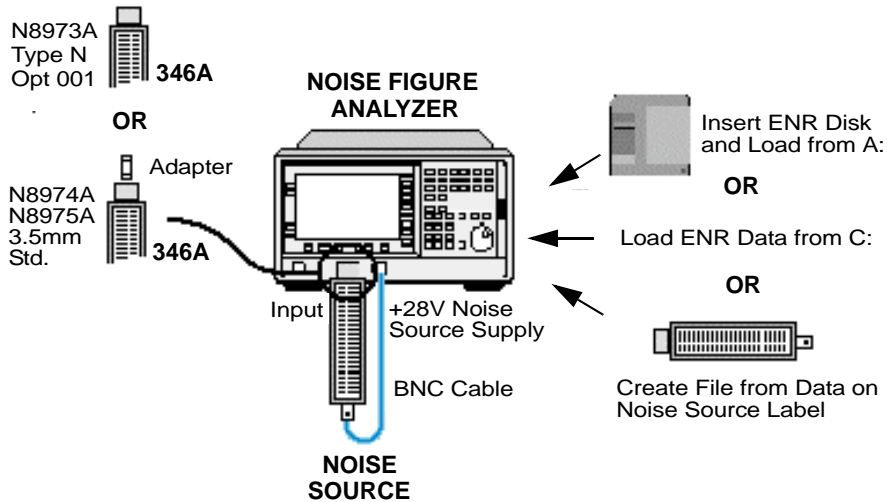 N8973A
Type N
Opt 001
346A
OR
Adapter
N8974A
N8975A
3.5mm
Std.
346A
NOISE FIGURE
ANALYZER
Input
+28V Noise
Source Supply
BNC Cable
NOISE
SOURCE
Insert ENR Disk
and Load from A:
OR
Load ENR Data from C:
OR
Create File from Data on
Noise Source Label